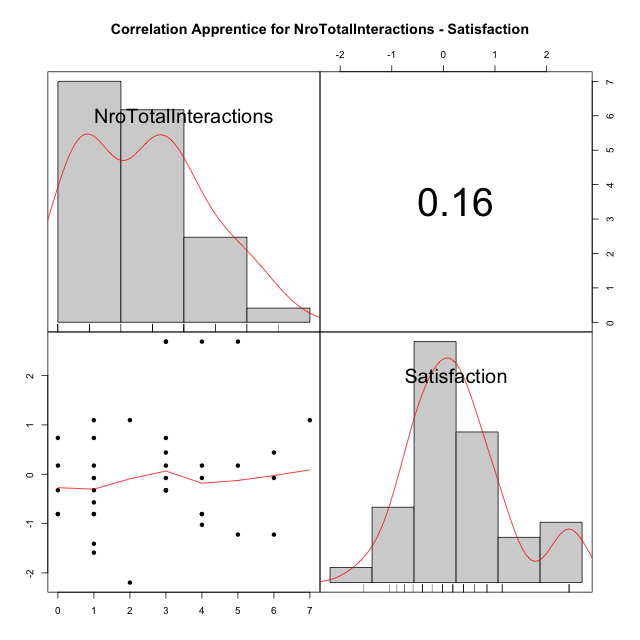 Correlation Apprentice for NroTotalInteractions - Satisfaction
-2 -1 0 1 2
NroTotalInteractions
0.16
7
6
5
4
3
2
1
0
Satisfaction
2
1
0
-1
-2
0 1 2 3 4 5 6 7